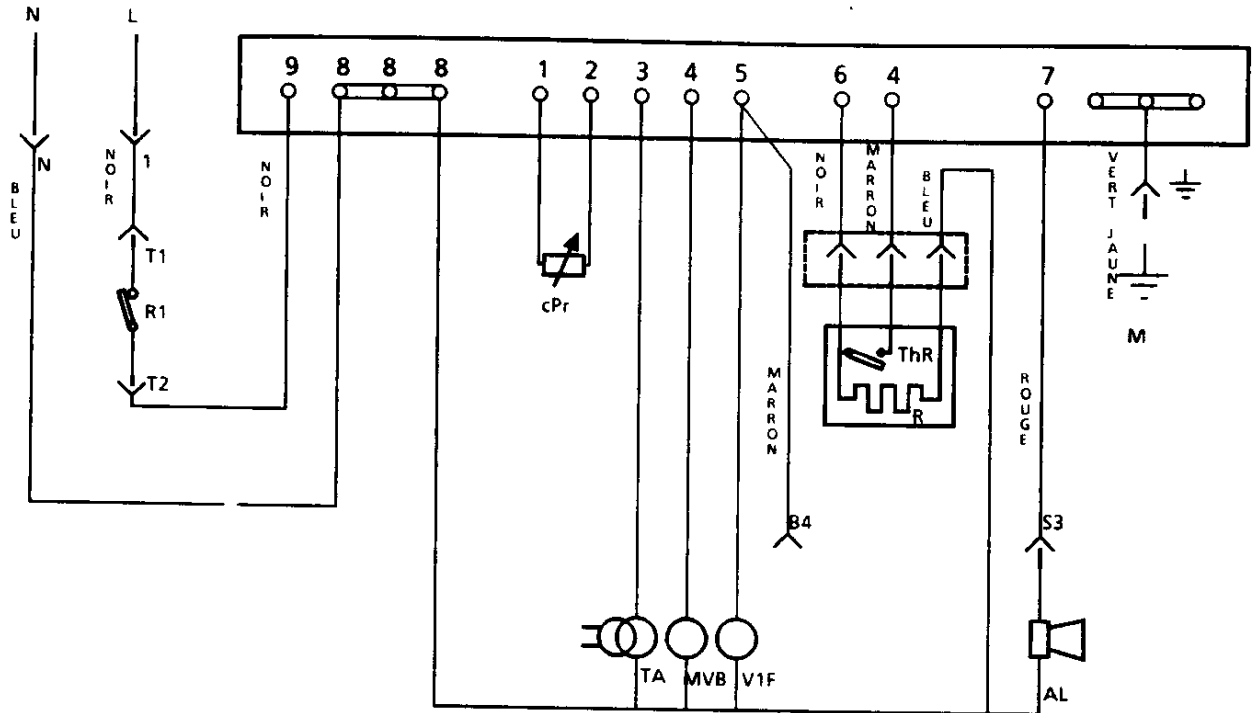 N L
9 8 8 8 1 2 3 4 5 6 4 7
N
BLEU
NOIR
1
NOIR
NOIR
MARRON
BLEU
VERT JAUNE
T1
R1
T2
cPr
ThR
R
M
MARRON
ROUGE
B4
S3
TA MVB V1F
AL